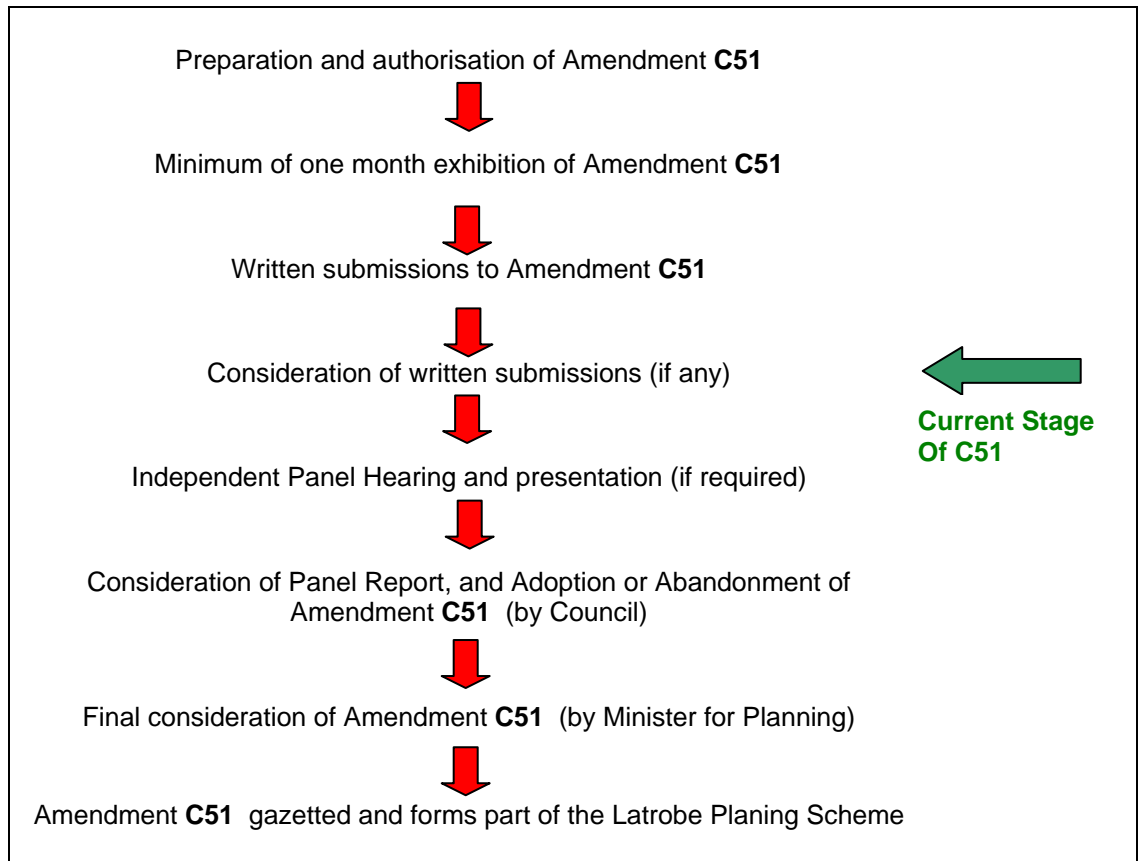 Preparation and authorisation of Amendment C51
Minimum of one month exhibition of Amendment C51
Written submissions to Amendment C51
Consideration of written submissions (if any)
Current Stage
Of C51
Independent Panel Hearing and presentation (if required)
Consideration of Panel Report, and Adoption or Abandonment of
Amendment C51 (by Council)
Final consideration of Amendment C51 (by Minister for Planning)
Amendment C51 gazetted and forms part of the Latrobe Planing Scheme